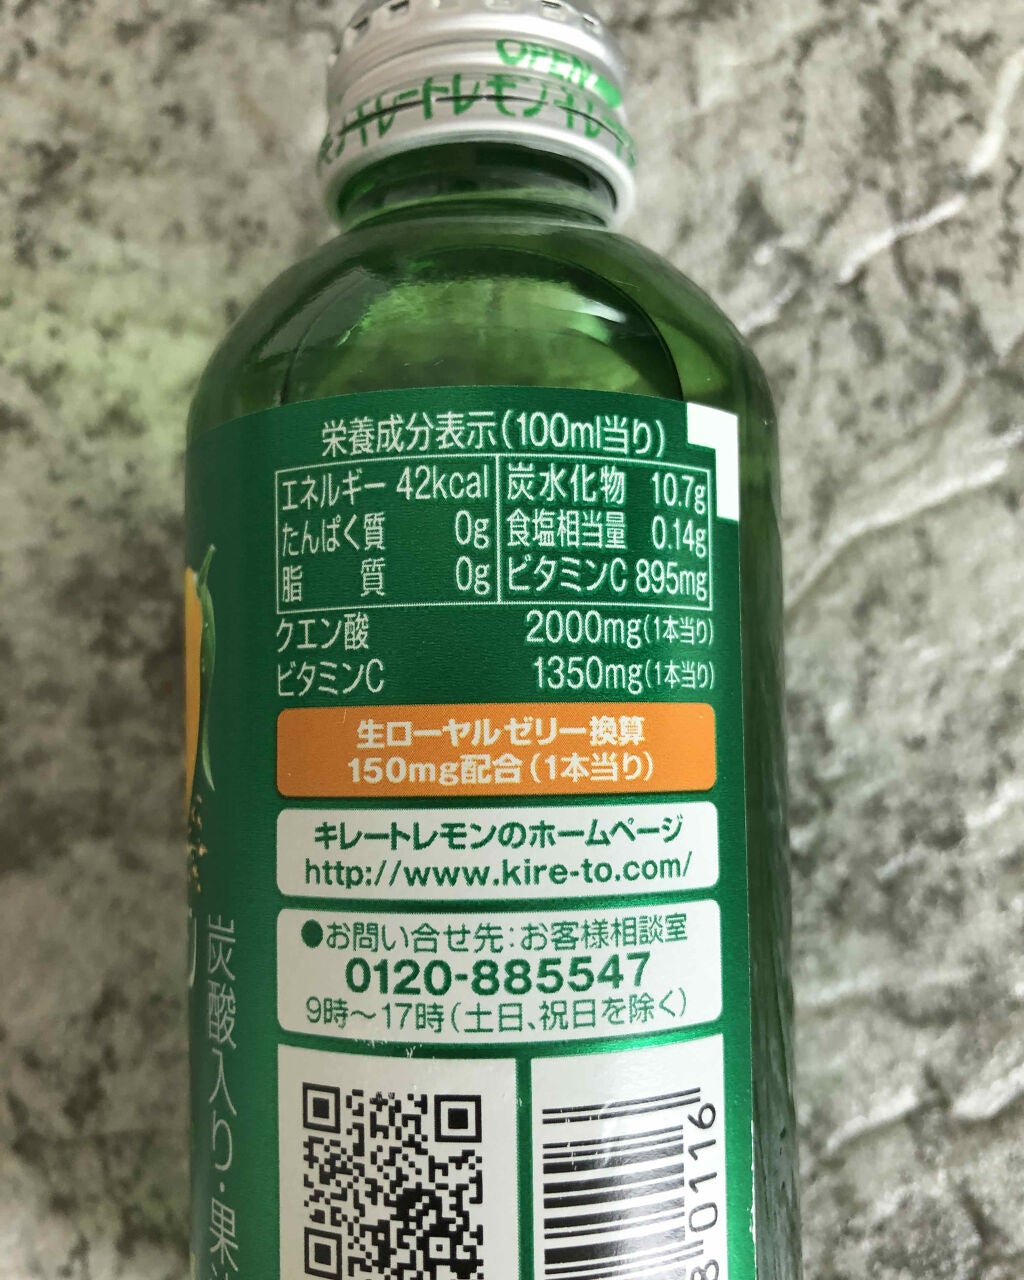 OPEN
キレートレモン キレー
栄養成分表示(100ml当り)
エネルギー 42kcal
たんぱく質 0g
脂質 0g
炭水化物 10.7g
食塩相当量 0.14g
ビタミンC 895mg
クエン酸 2000mg(1本当り)
ビタミンC 1350mg(1本当り)
生ローヤルゼリー換算
150mg配合(1本当り)
キレートレモンのホームページ
http://www.kire-to.com/
●お問い合せ先:お客様相談室
0120-885547
9時～17時(土日、祝日を除く)
炭酸入り・果
80116